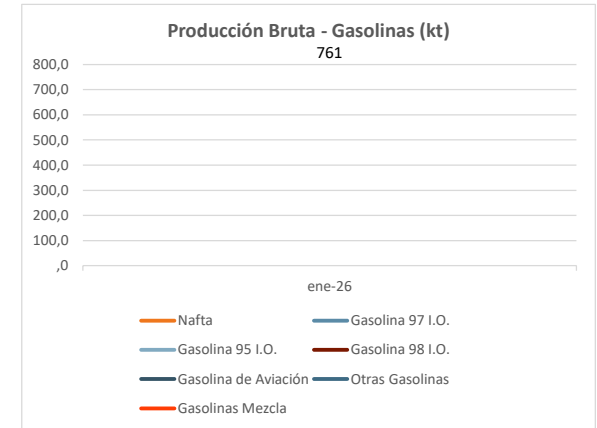 Producción Bruta - Gasolinas (kt)
761
800,0
700,0
600,0
500,0
400,0
300,0
200,0
100,0
,0
ene-26
Nafta
Gasolina 97 I.O.
Gasolina 95 I.O.
Gasolina 98 I.O.
Gasolina de Aviación
Otras Gasolinas
Gasolinas Mezcla